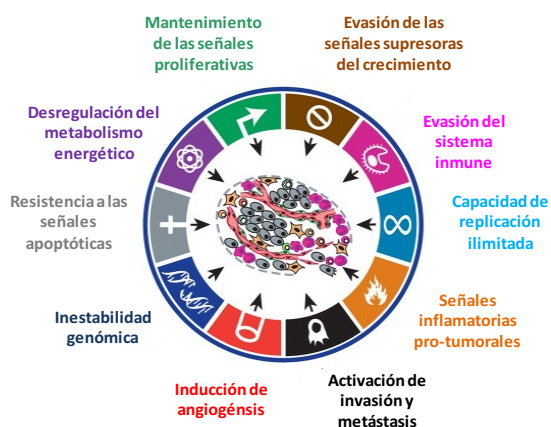 Mantenimiento
de las señales
proliferativas
Evasión de las
señales supresoras
del crecimiento
Desregulación del
metabolismo
energético
Evasión del
sistema
inmune
Resistencia a las
señales
apoptóticas
Capacidad de
replicación
ilimitada
Inestabilidad
genómica
Señales
inflamatorias
pro-tumorales
Inducción de
angiogénsis
Activación de
invasión y
metástasis